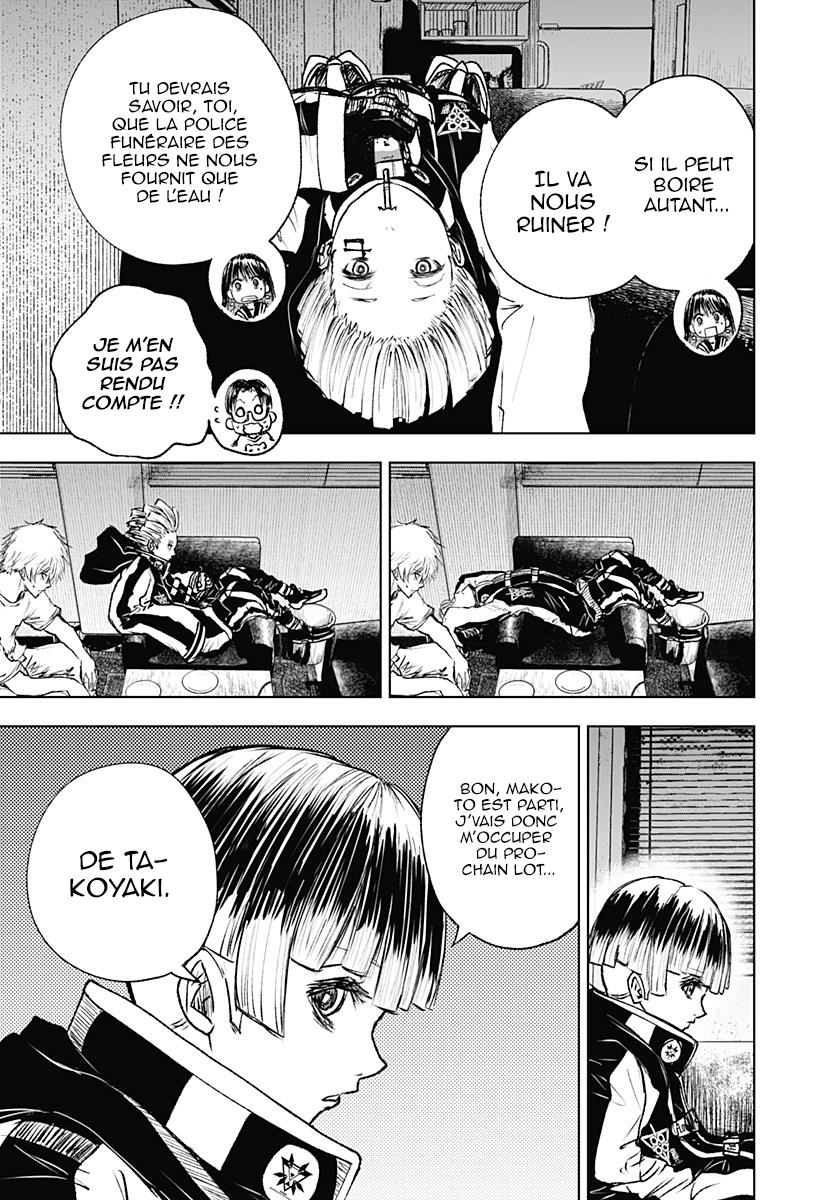 SI IL PEUT
BOIRE
AUTANT...
IL VA
NOUS
RUINER !
TU DEVRAIS
SAVOIR, TOI,
QUE LA POLICE
FUNÉRAIRE DES
FLEURS NE NOUS
FOURNIT QUE
DE L'EAU !
JE M'EN
SUIS PAS
RENDU
COMPTE !!
BON, MAKO-
TO EST PARTI,
J'VAIS DONC
M'OCCUPER
DU PRO-
CHAIN LOT...
DE TA-
KOYAKI.